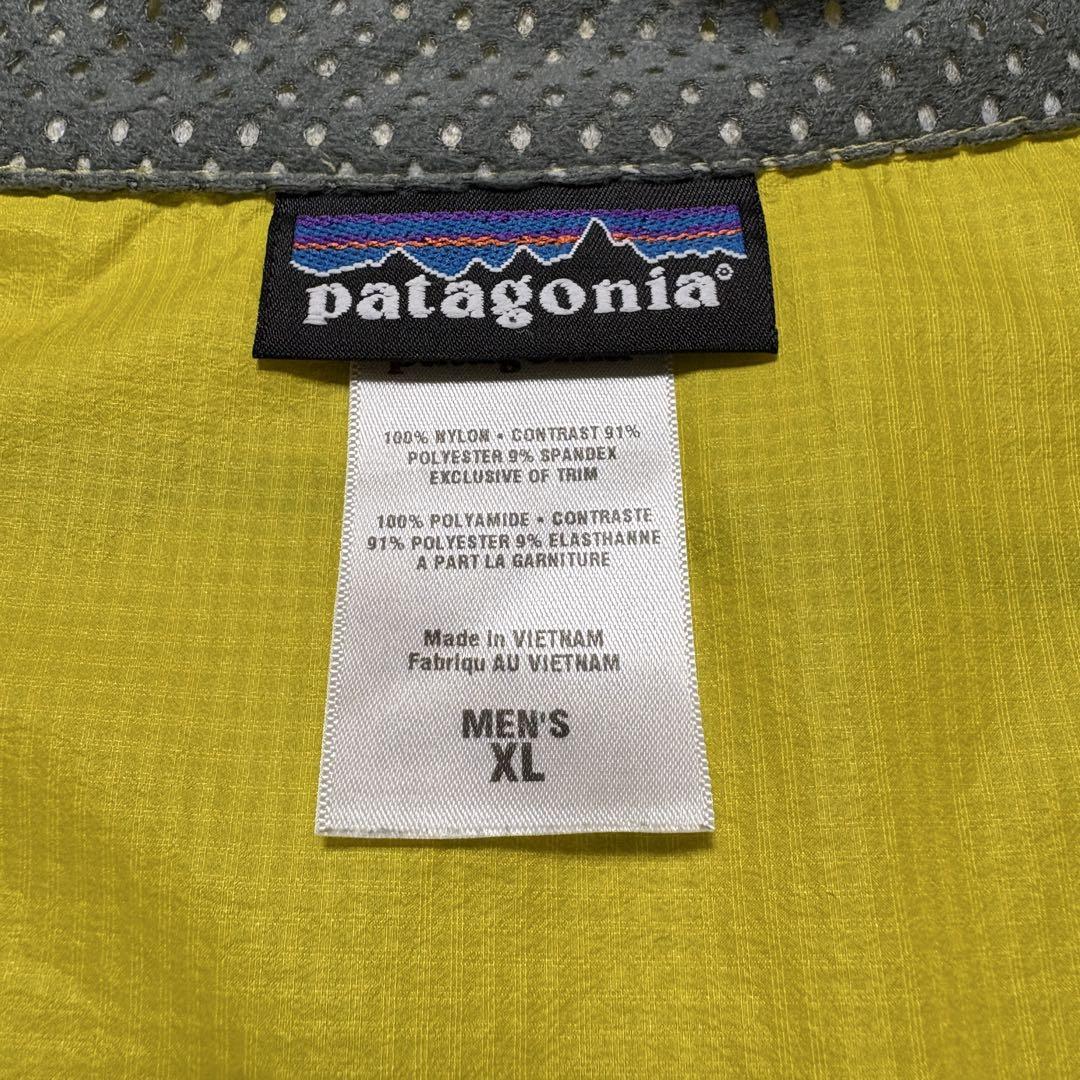 patagonia®
100% NYLON • CONTRAST 91%
POLYESTER 9% SPANDEX
EXCLUSIVE OF TRIM
100% POLYAMIDE • CONTRASTE
91% POLYESTER 9% ELASTHANNE
A PART LA GARNITURE
Made in VIETNAM
Fabriqu AU VIETNAM
MEN'S
XL